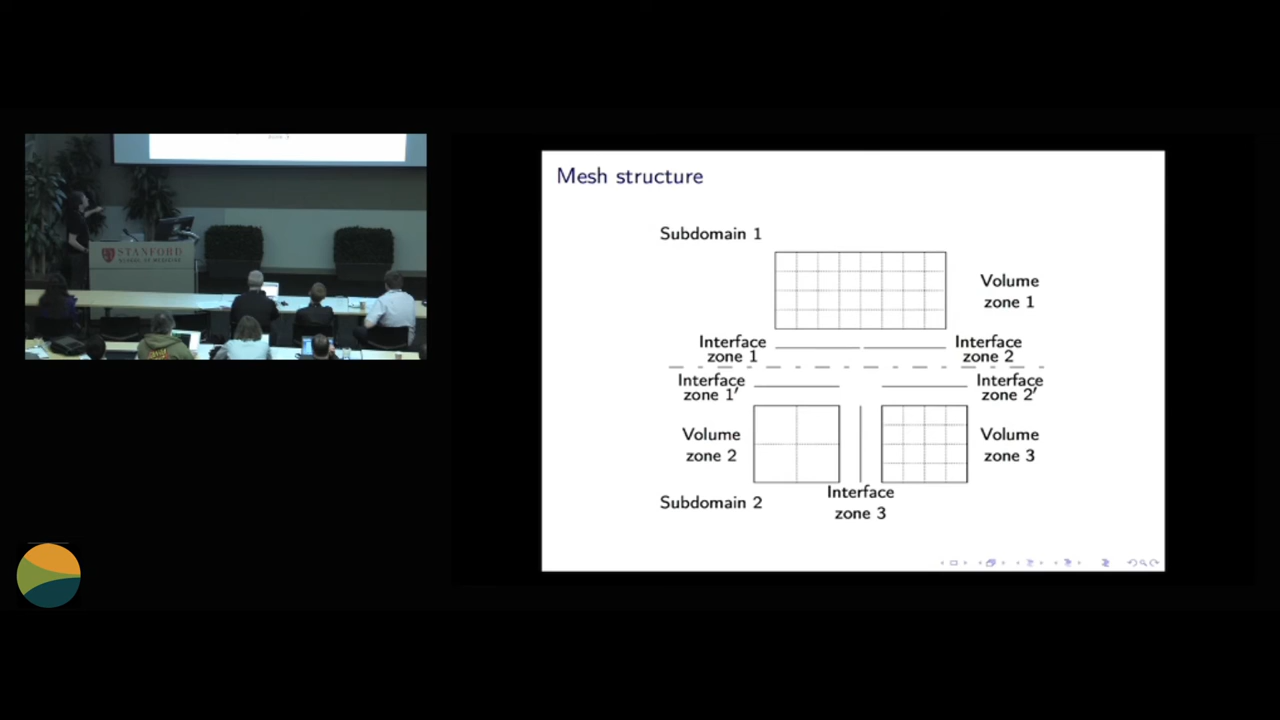 Mesh structure
Subdomain 1
Volume
zone 1
Interface
zone 1
Interface
zone 2
Interface
zone 1′
Interface
zone 2′
Volume
zone 2
Volume
zone 3
Subdomain 2
Interface
zone 3
STANFORD
SCHOOL OF MEDICINE